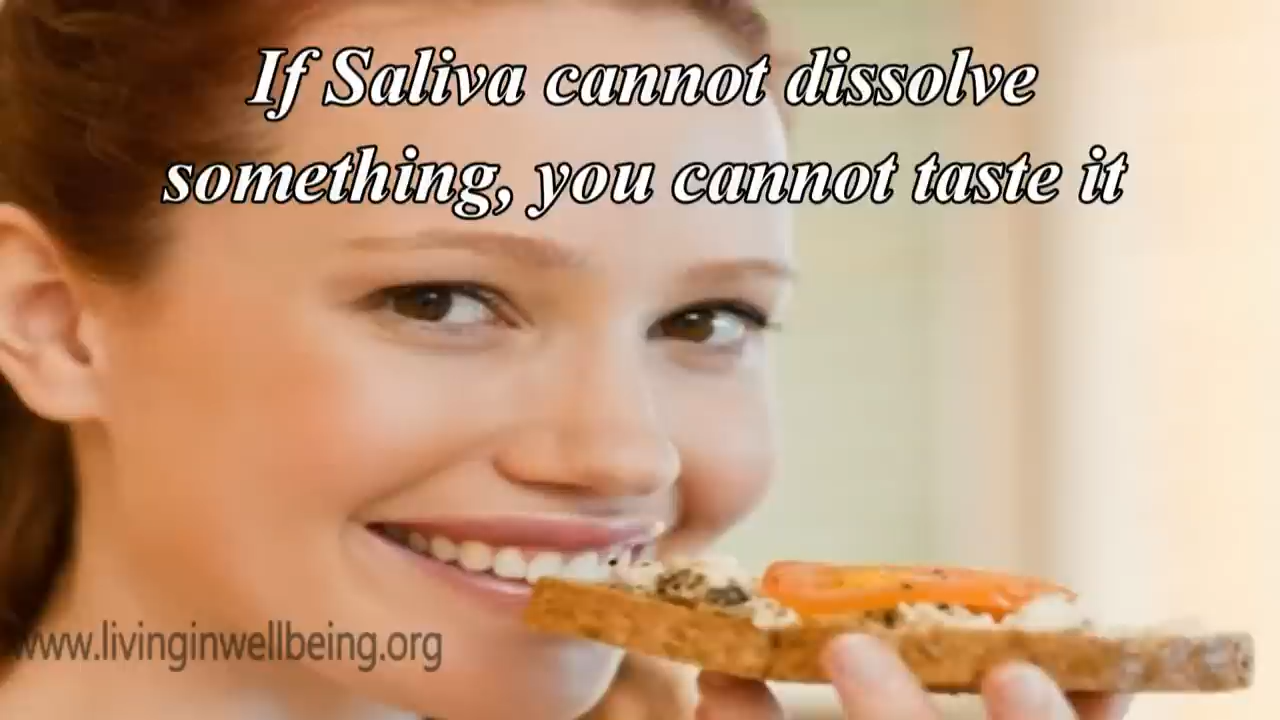 If Saliva cannot dissolve
something, you cannot taste it
www.livinginwellbeing.org